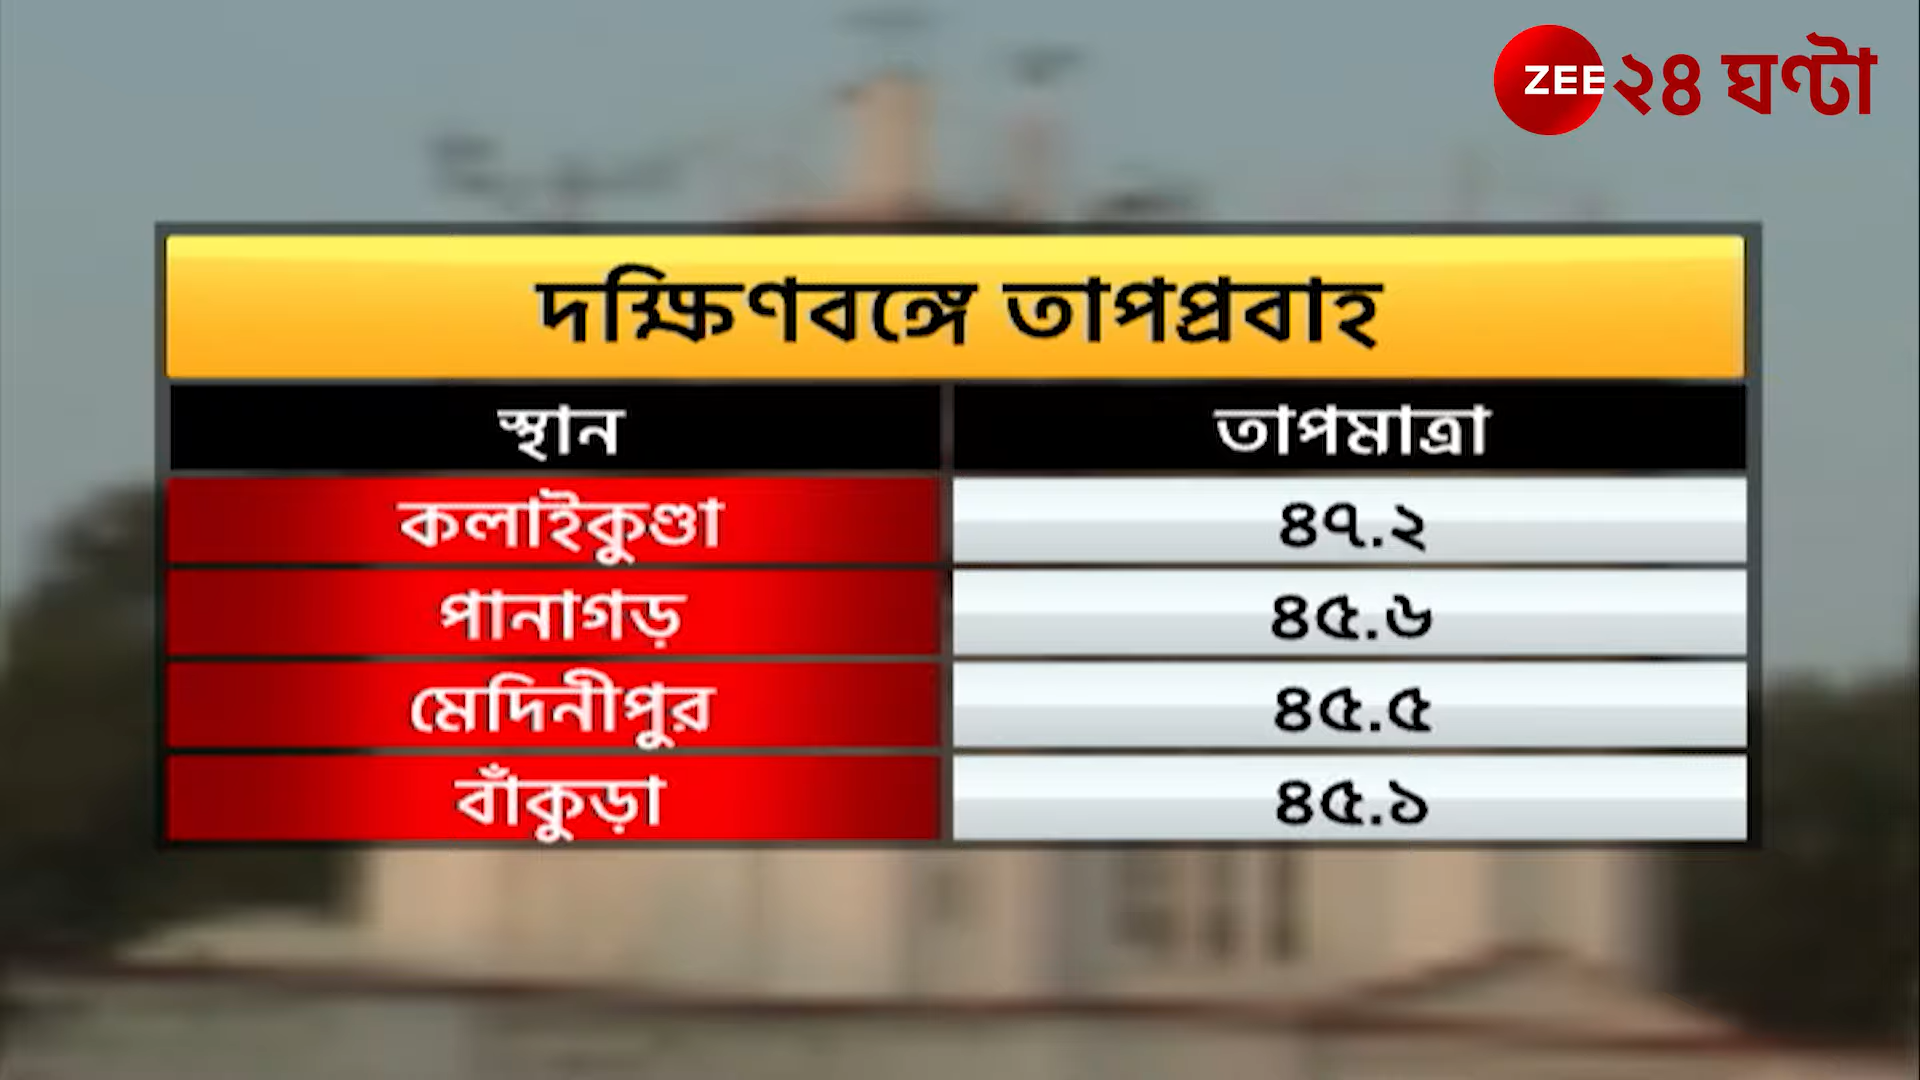 ZEE ২৪ ঘণ্টা
দক্ষিণবঙ্গে তাপপ্রবাহ
স্থান তাপমাত্রা
কলাইকুণ্ডা ৪৭.২
পানাগড় ৪৫.৬
মেদিনীপুর ৪৫.৫
বাঁকুড়া ৪৫.১